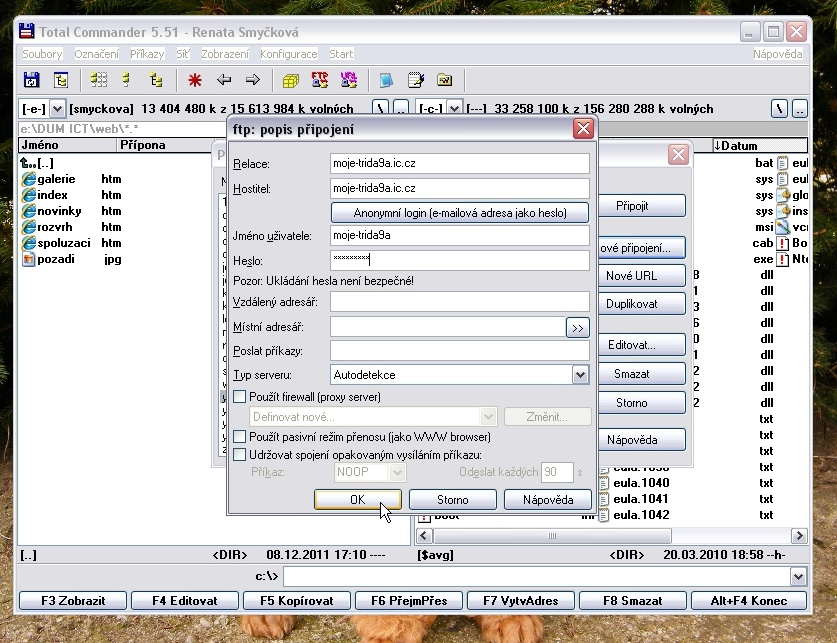 Total Commander 5.51 - Renata Smyčková
Soubory Označení Příkazy Síť Zobrazení Konfigurace Start Nápověda
FTP URL
[-e-] [smyckova] 13 404 480 k z 15 613 984 k volných \ ..
[-c-] [---] 33 258 100 k z 156 280 288 k volných \ ..
e:\DUM ICT\web\*.*
Jméno Přípona
↓Datum
[..]
galerie htm
index htm
novinky htm
rozvrh htm
spoluzaci htm
pozadi jpg
ftp: popis připojení
Relace: moje-trida9a.ic.cz
Hostitel: moje-trida9a.ic.cz
Anonymní login (e-mailová adresa jako heslo)
Jméno uživatele: moje-trida9a
Heslo: ×××××××××
Pozor: Ukládání hesla není bezpečné!
Vzdálený adresář:
Místní adresář: >>
Poslat příkazy:
Typ serveru: Autodetekce
Použít firewall (proxy server)
Definovat nové... Změnit...
Použít pasivní režim přenosu (jako WWW browser)
Udržovat spojení opakovaným vysíláním příkazu:
Příkaz: NOOP Odeslat každých 90 s
OK Storno Nápověda
Připojit
ové připojení...
Nové URL
Duplikovat
Editovat...
Smazat
Storno
Nápověda
bat
sys
sys
sys
msi
cab
exe
dll
dll
dll
dll
dll
dll
dll
dll
dll
txt
txt
txt
txt
eula.1040 txt
eula.1041 txt
eula.1042 txt
[..] <DIR> 08.12.2011 17:10 ----
[$avg] <DIR> 20.03.2010 18:58 --h-
c:\>
F3 Zobrazit F4 Editovat F5 Kopírovat F6 PřejmPřes F7 VytvAdres F8 Smazat Alt+F4 Konec